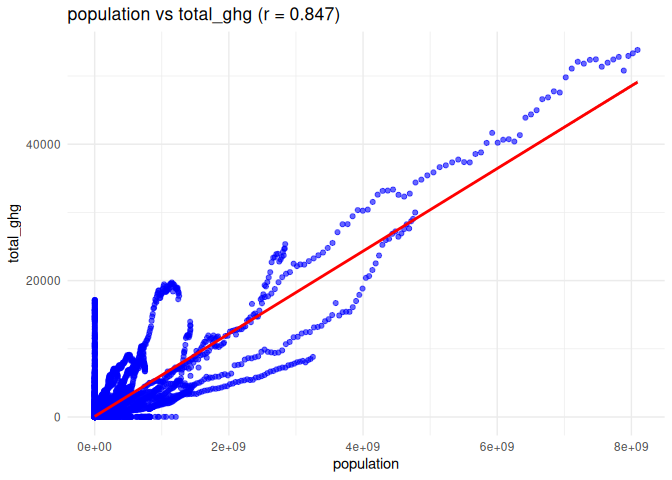 population vs total_ghg (r = 0.847)
total_ghg
40000
20000
0
0e+00 2e+09 4e+09 6e+09 8e+09
population